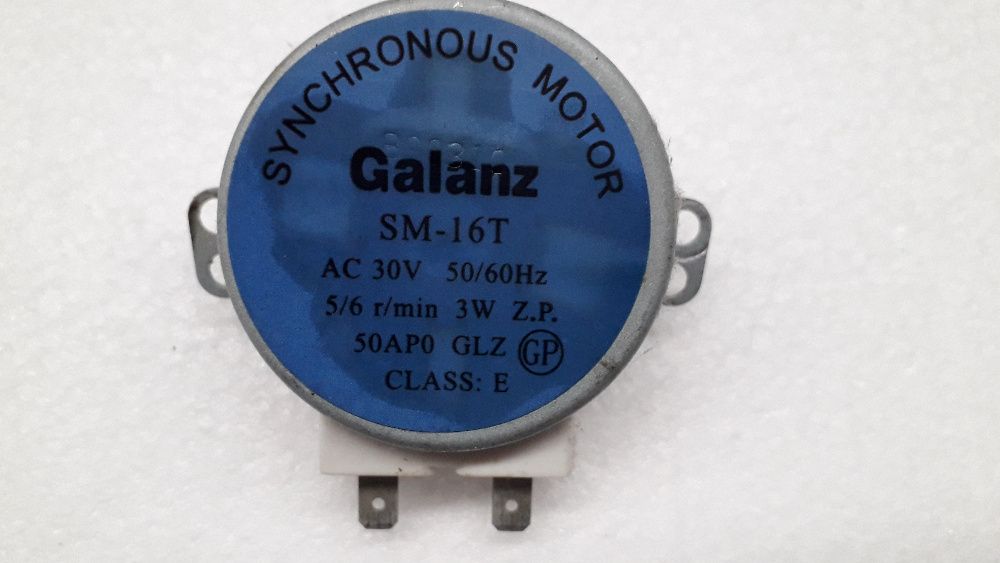 SYNCHRONOUS MOTOR
Galanz
SM-16T
AC 30V 50/60Hz
5/6 r/min 3W Z.P.
50AP0 GLZ GP
CLASS: E